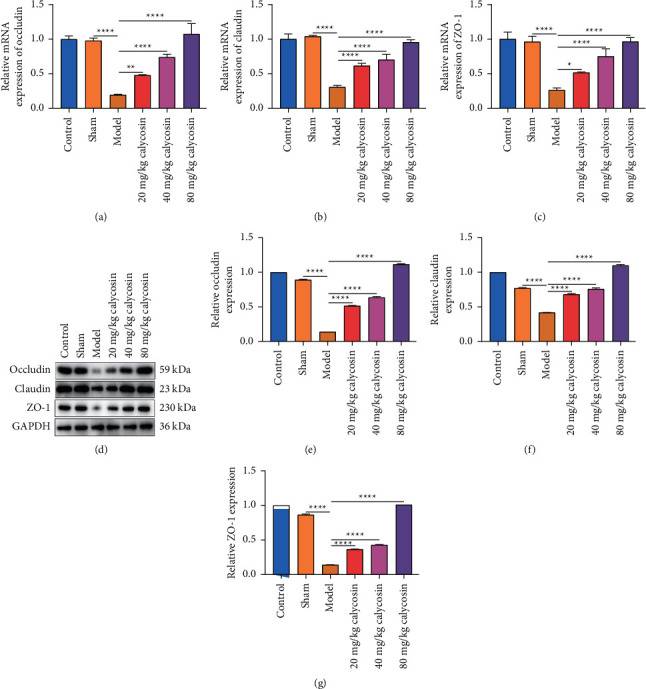 Relative mRNA
expression of occludin
1.5
1.0
0.5
0.0
****
****
****
**
Control
Sham
Model
20 mg/kg calycosin
40 mg/kg calycosin
80 mg/kg calycosin
(a)
Relative mRNA
expression of claudin
1.5
1.0
0.5
0.0
****
****
****
****
Control
Sham
Model
20 mg/kg calycosin
40 mg/kg calycosin
80 mg/kg calycosin
(b)
Relative mRNA
expression of ZO-1
1.5
1.0
0.5
0.0
****
****
****
*
Control
Sham
Model
20 mg/kg calycosin
40 mg/kg calycosin
80 mg/kg calycosin
(c)
Control
Sham
Model
20 mg/kg calycosin
40 mg/kg calycosin
80 mg/kg calycosin
Occludin 59 kDa
Claudin 23 kDa
ZO-1 230 kDa
GAPDH 36 kDa
(d)
Relative occludin
expression
1.5
1.0
0.5
0.0
****
****
****
****
Control
Sham
Model
20 mg/kg calycosin
40 mg/kg calycosin
80 mg/kg calycosin
(e)
Relative claudin
expression
1.5
1.0
0.5
0.0
****
****
****
****
Control
Sham
Model
20 mg/kg calycosin
40 mg/kg calycosin
80 mg/kg calycosin
(f)
Relative ZO-1 expression
1.5
1.0
0.5
0.0
****
****
****
****
Control
Sham
Model
20 mg/kg calycosin
40 mg/kg calycosin
80 mg/kg calycosin
(g)